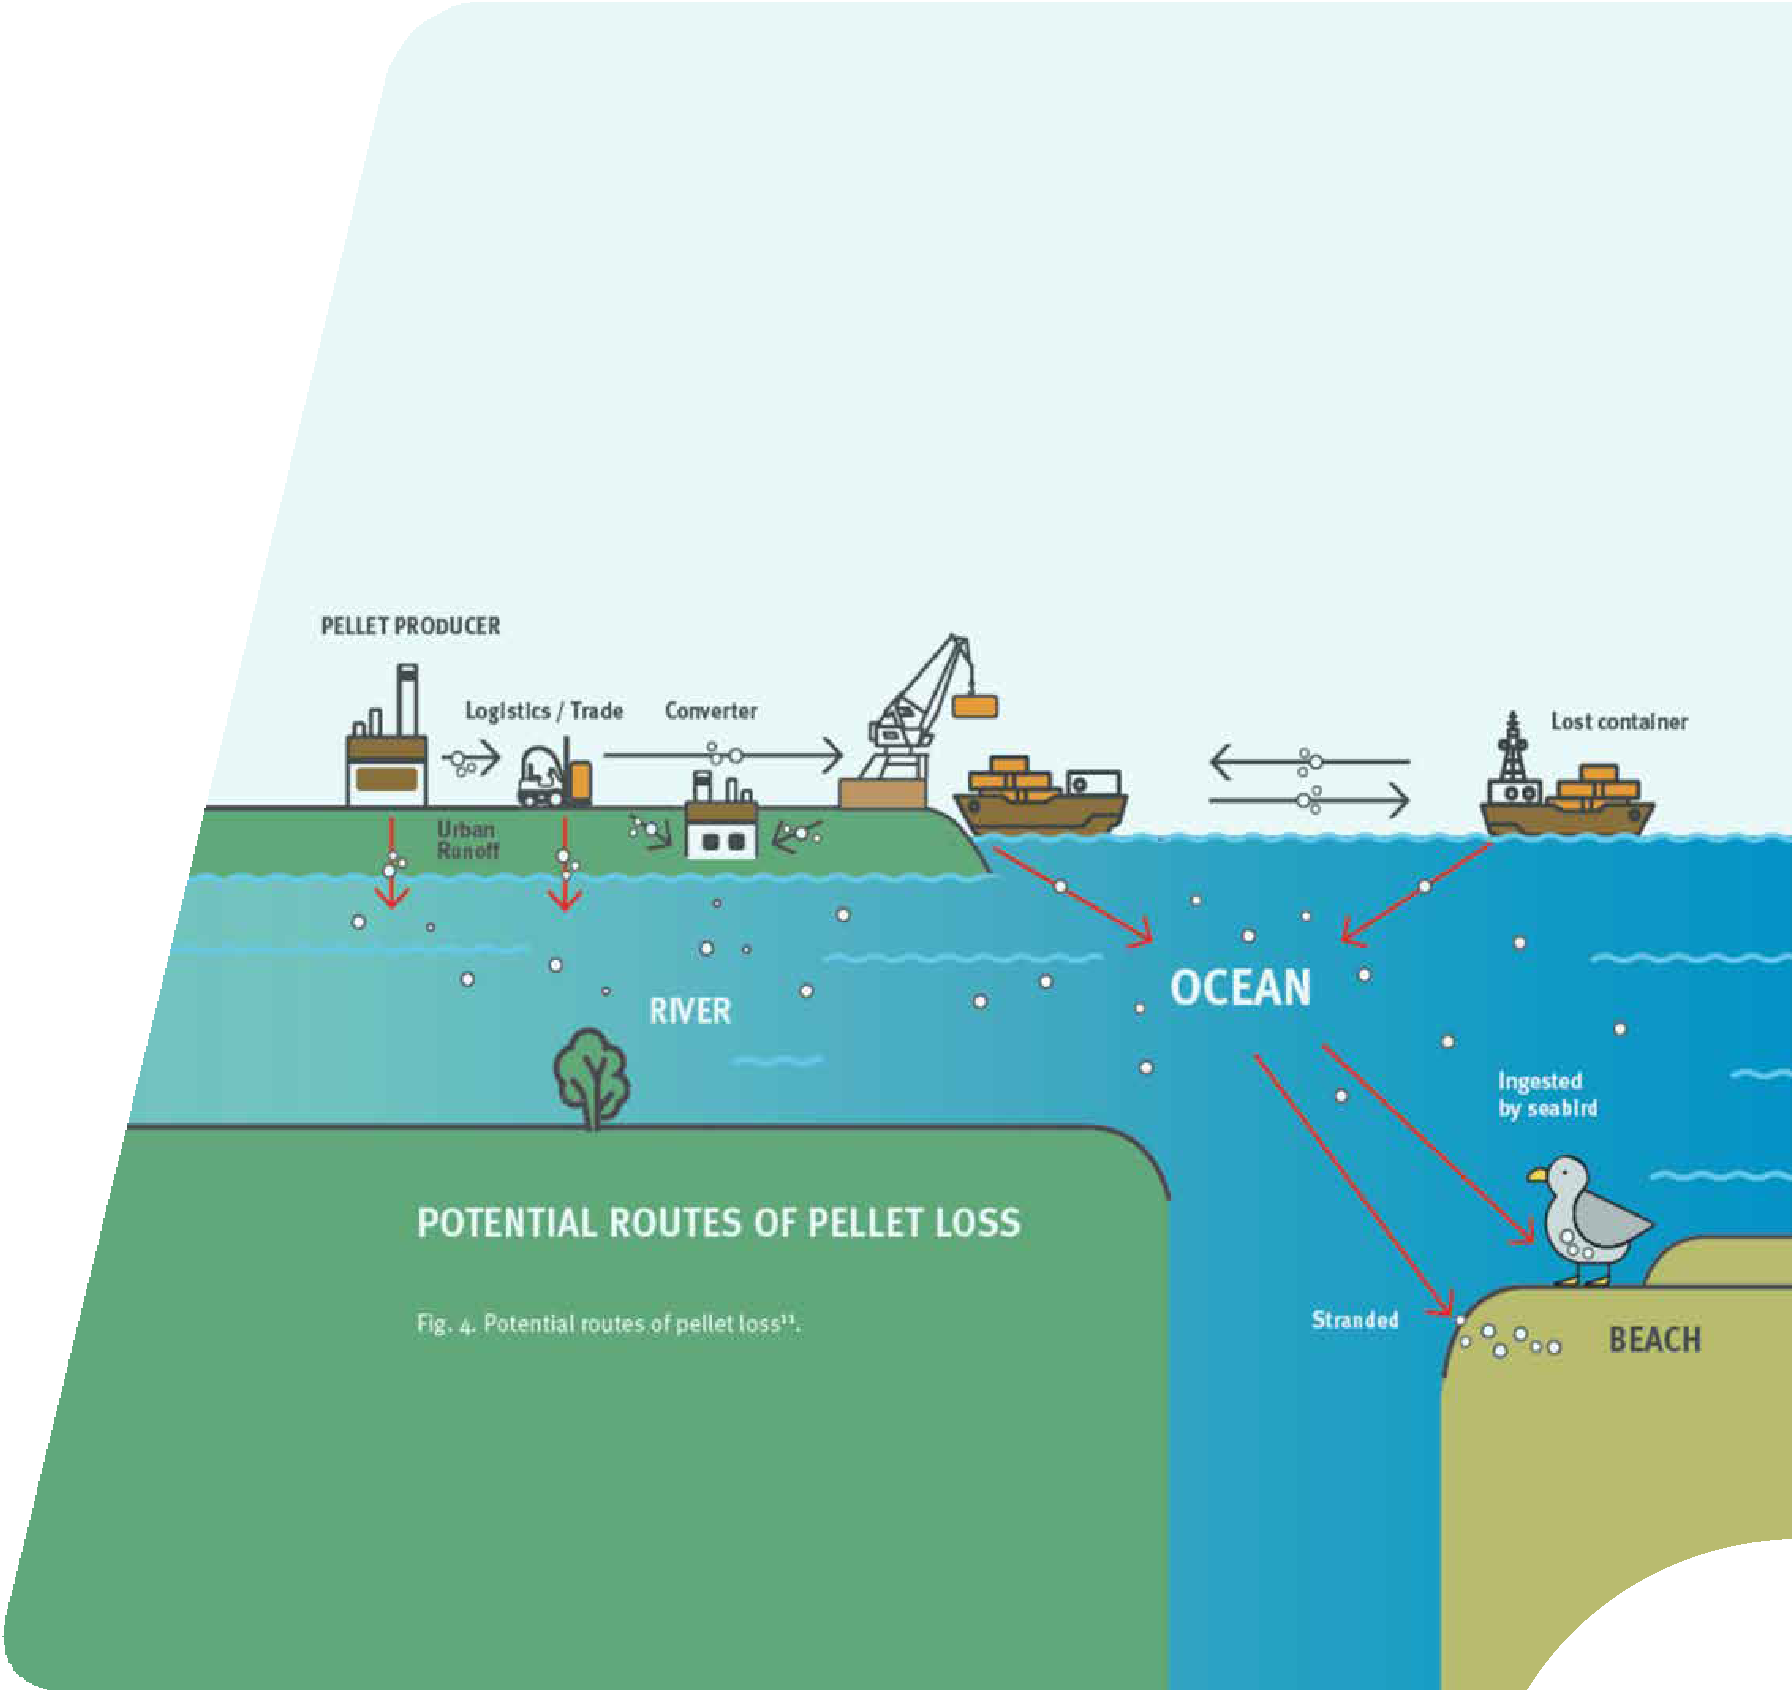 PELLET PRODUCER
Logistics / Trade
Converter
Lost container
Urban
Runoff
RIVER
OCEAN
Ingested
by seabird
POTENTIAL ROUTES OF PELLET LOSS
Fig. 4. Potential routes of pellet loss¹¹.
Stranded
BEACH